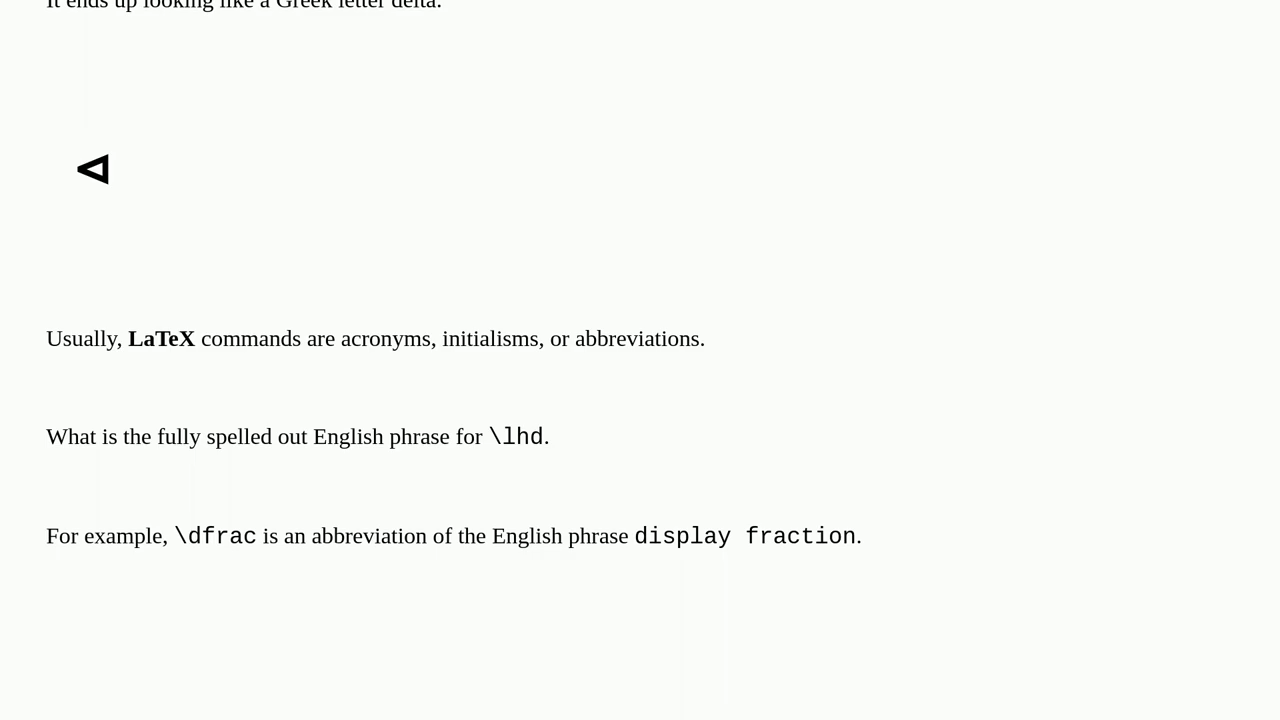 It ends up looking like a Greek letter delta.
⊲
Usually, LaTeX commands are acronyms, initialisms, or abbreviations.
What is the fully spelled out English phrase for \lhd.
For example, \dfrac is an abbreviation of the English phrase display fraction.